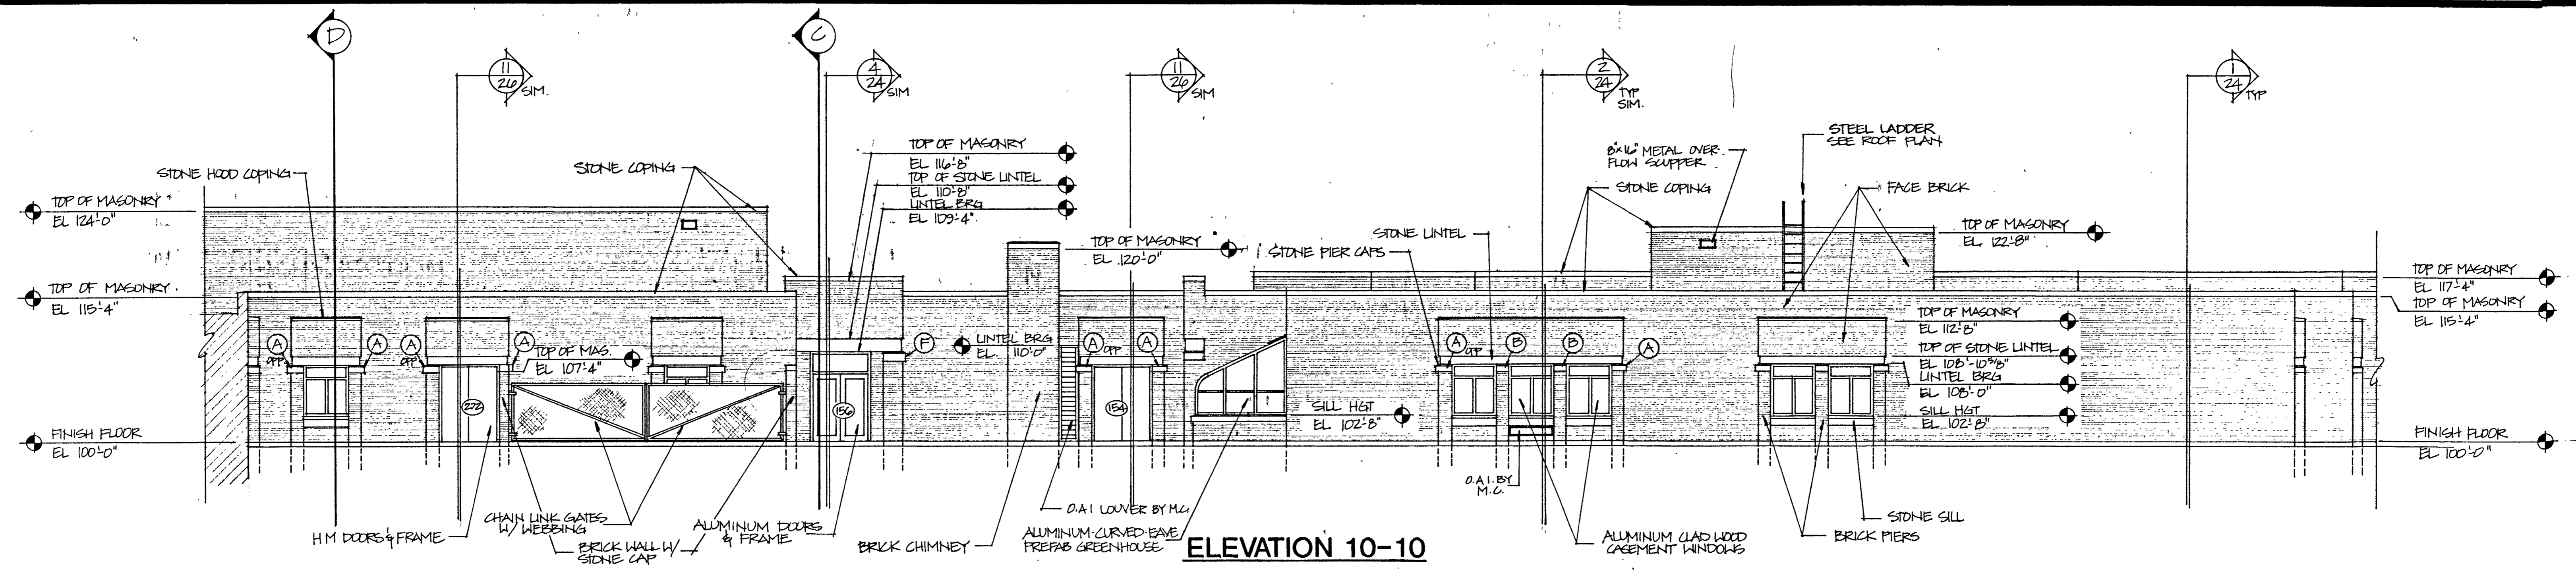 D
C
11
26
SIM.
4
24
SIM
11
26
SIM
2
24
TYP
SIM.
1
24
TYP
STONE HOOD COPING
STONE COPING
TOP OF MASONRY
EL 116'-8"
TOP OF STONE LINTEL
EL 110'-8"
LINTEL BRG
EL 109'-4"
8"x16" METAL OVER-
FLOW SCUPPER
STONE COPING
STEEL LADDER
SEE ROOF PLAN
FACE BRICK
TOP OF MASONRY
EL 124'-0"
TOP OF MASONRY
EL 120'-0"
STONE PIER CAPS
STONE LINTEL
TOP OF MASONRY
EL 122'-8"
TOP OF MASONRY
EL 115'-4"
TOP OF MASONRY
EL 117'-4"
TOP OF MASONRY
EL 115'-4"
A
OPP
A
A
OPP
A
TOP OF MAS.
EL 107'-4"
F
LINTEL BRG
EL. 110'-0"
A
OPP
A
A
OPP
B
B
A
TOP OF MASONRY
EL 112'-8"
TOP OF STONE LINTEL
EL 108'-10 5/8"
LINTEL BRG
EL 108'-0"
SILL HGT
EL 102'-8"
272
156
154
SILL HGT
EL 102'-8"
FINISH FLOOR
EL 100'-0"
FINISH FLOOR
EL 100'-0"
H M DOORS & FRAME
CHAIN LINK GATES
W/ WEBBING
BRICK WALL W/
STONE CAP
ALUMINUM DOORS
& FRAME
BRICK CHIMNEY
O.A.I LOUVER BY M.C.
ALUMINUM-CURVED-EAVE
PREFAB GREENHOUSE
O.A.I. BY
M.C.
ALUMINUM CLAD WOOD
CASEMENT WINDOWS
BRICK PIERS
STONE SILL
ELEVATION 10-10